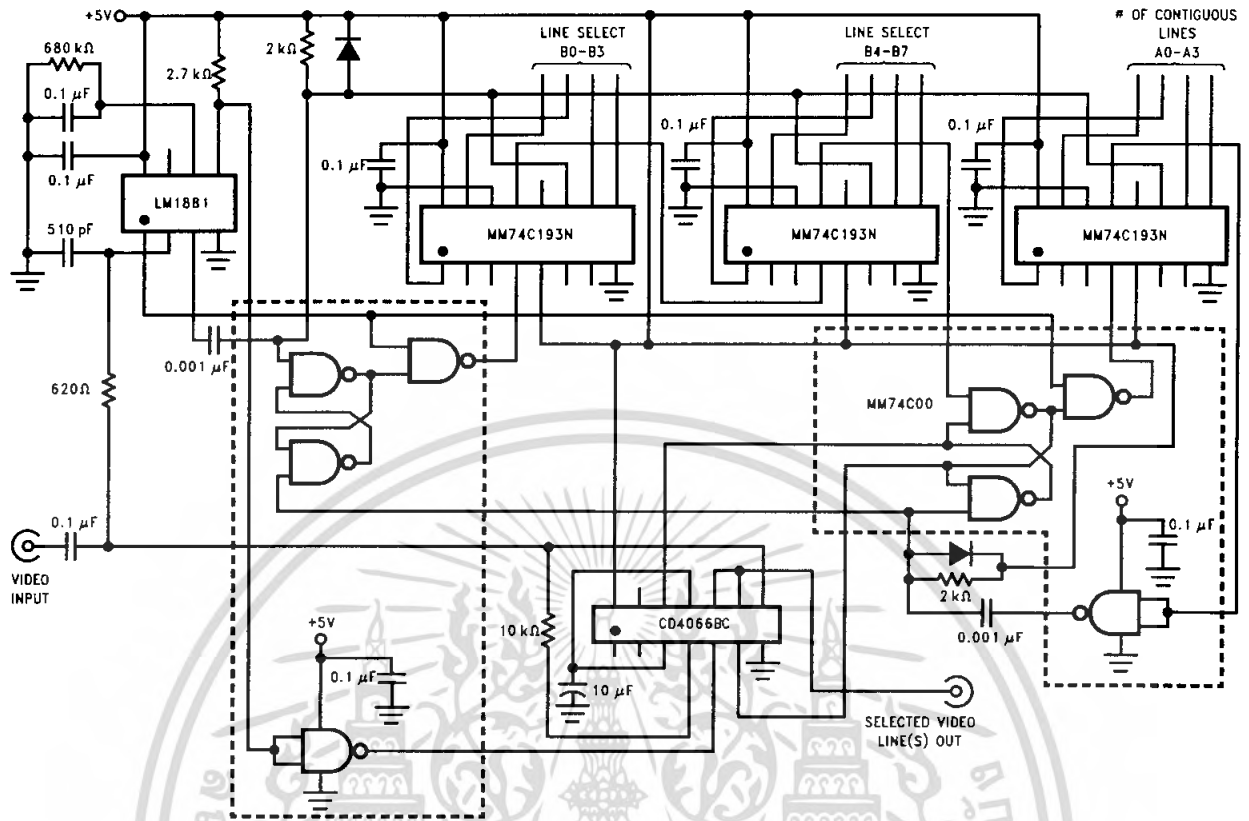 +5V
680 kΩ
0.1 μF
0.1 μF
2.7 kΩ
2 kΩ
LINE SELECT
B0-B3
LINE SELECT
B4-B7
# OF CONTIGUOUS
LINES
A0-A3
0.1 μF
0.1 μF
0.1 μF
LM1881
510 pF
MM74C193N
MM74C193N
MM74C193N
0.001 μF
620Ω
MM74C00
+5V
0.1 μF
0.1 μF
VIDEO
INPUT
2 kΩ
0.001 μF
10 kΩ
CD4066BC
10 μF
+5V
0.1 μF
SELECTED VIDEO
LINE(S) OUT